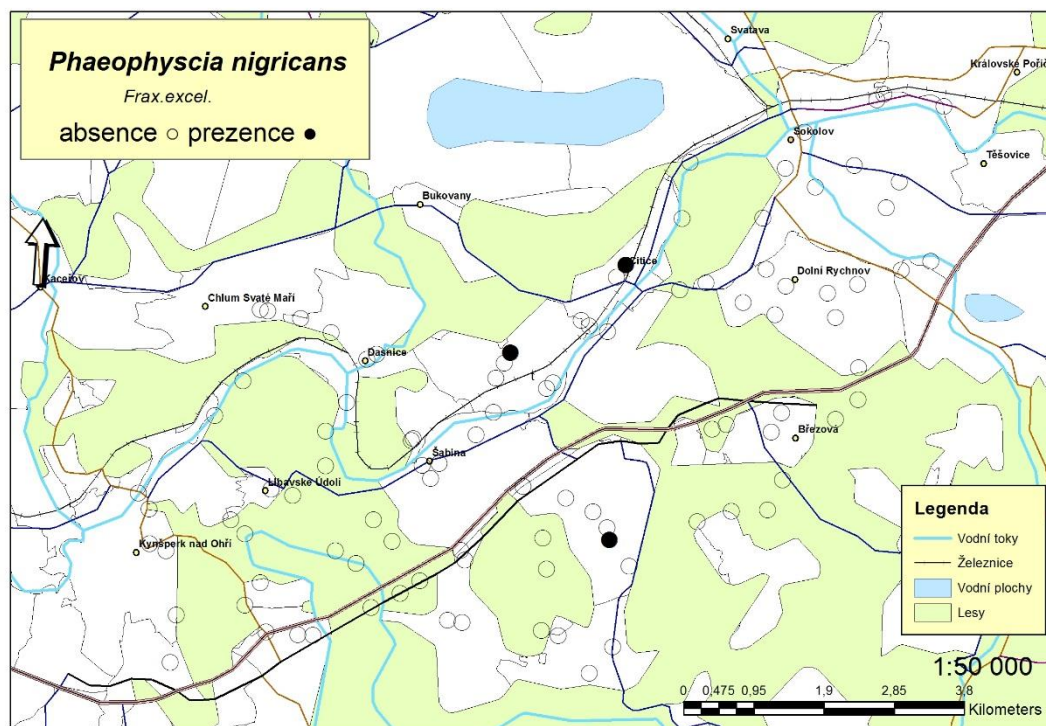 Phaeophyscia nigricans
Frax.excel.
absence ○ prezence ●
Svatava
Královské Poříč
Sokolov
Těšovice
Bukovany
Citice
Dolní Rychnov
Kaceřov
Chlum Svaté Maří
Dasnice
Březová
Šabina
Libavské Údolí
Kynšperk nad Ohří
Legenda
Vodní toky
Železnice
Vodní plochy
Lesy
1:50 000
0 0,475 0,95 1,9 2,85 3,8
Kilometers